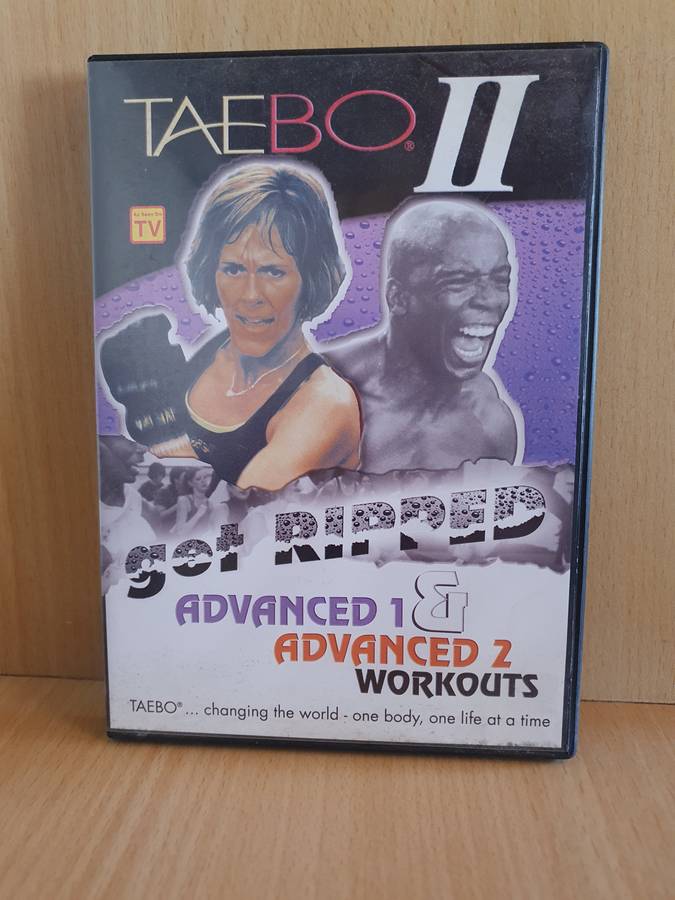 TAEBO® II
As Seen On
TV
get RIPPED
ADVANCED 1 &
ADVANCED 2
WORKOUTS
TAEBO® ... changing the world - one body, one life at a time